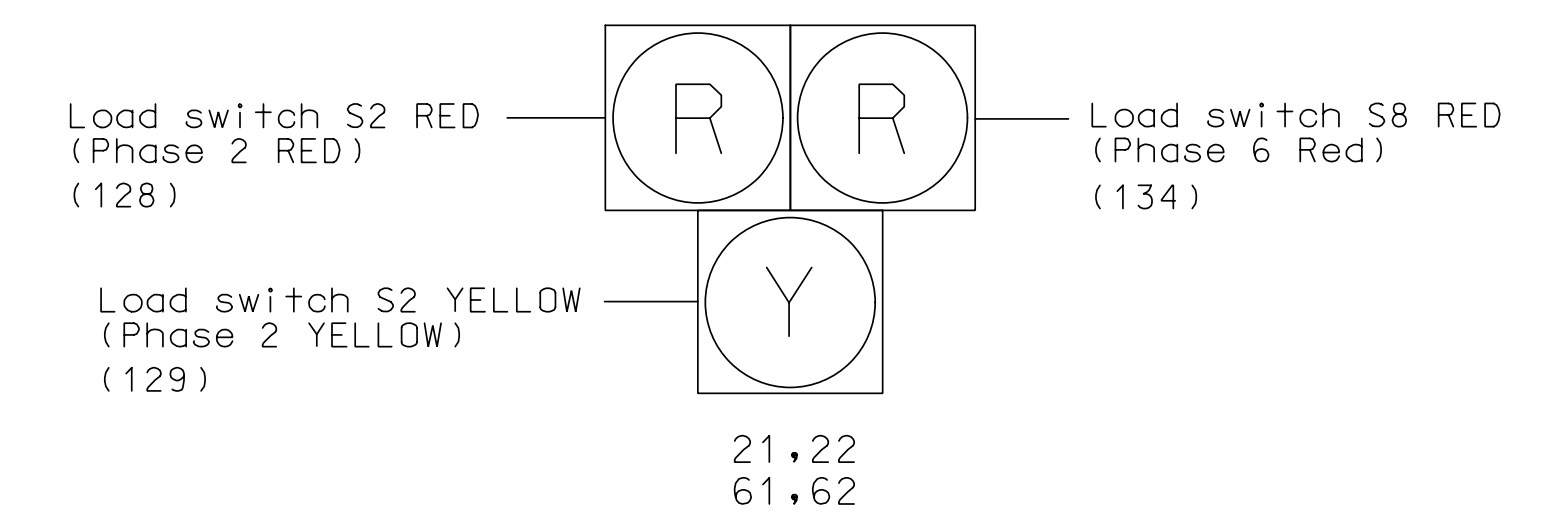 Load switch S2 RED
(Phase 2 RED)
(128)
R
R
Load switch S8 RED
(Phase 6 Red)
(134)
Load switch S2 YELLOW
(Phase 2 YELLOW)
(129)
Y
21,22
61,62